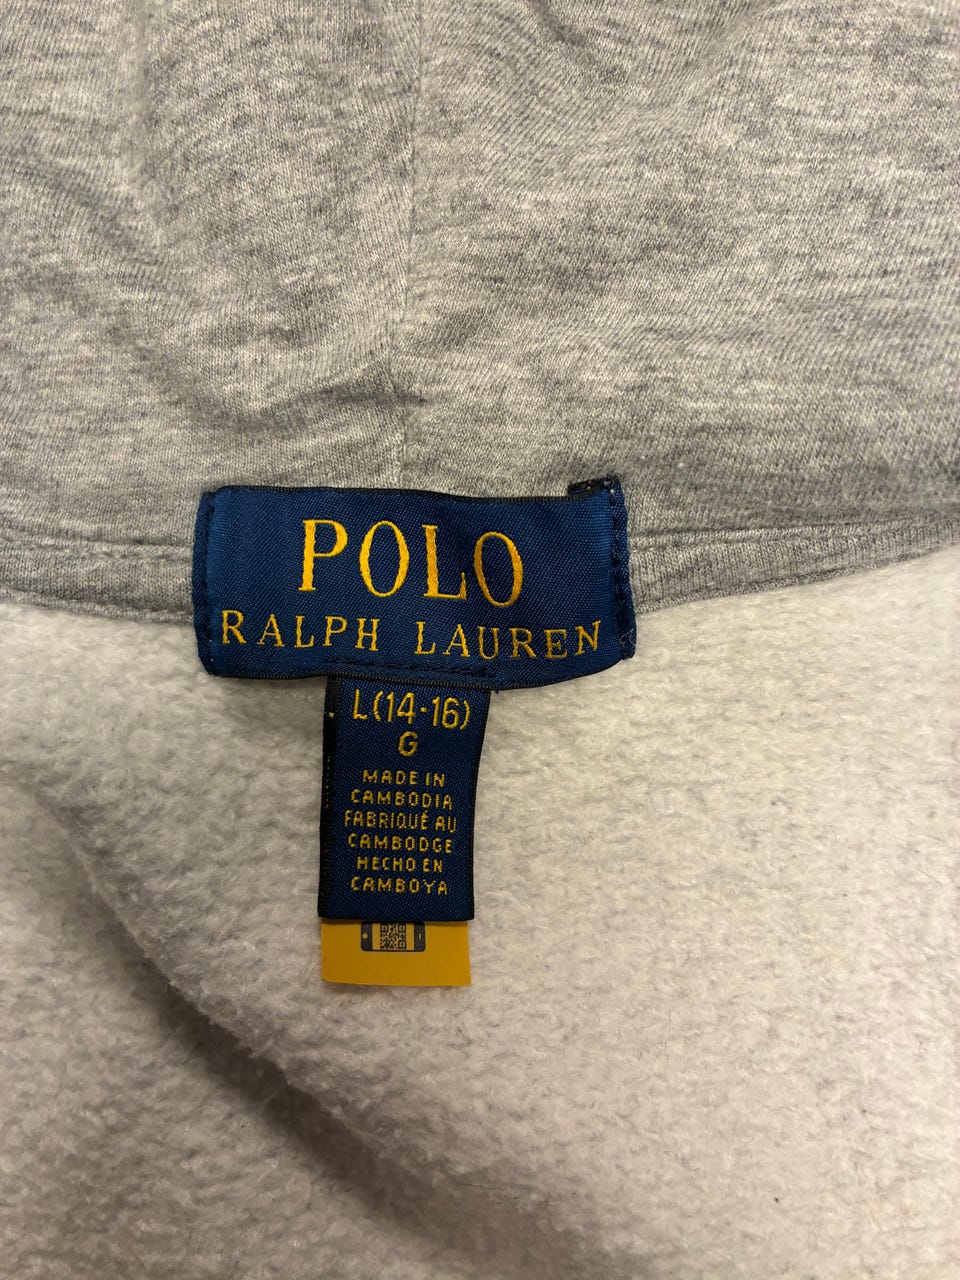 POLO
RALPH LAUREN
L(14-16)
G
MADE IN
CAMBODIA
FABRIQUÉ AU
CAMBODGE
HECHO EN
CAMBOYA